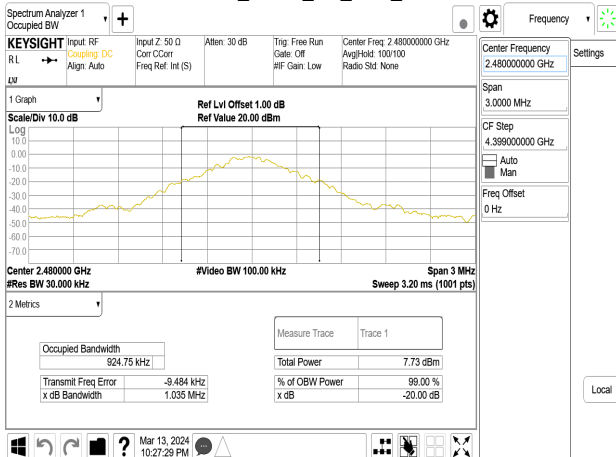 Spectrum Analyzer 1
Occupied BW
+
Frequency
KEYSIGHT
R L
Input: RF
Coupling: DC
Align: Auto
Input Z: 50 Ω
Corr CCorr
Freq Ref: Int (S)
Atten: 30 dB
Trig: Free Run
Gate: Off
#IF Gain: Low
Center Freq: 2.480000000 GHz
Avg|Hold: 100/100
Radio Std: None
Center Frequency
2.480000000 GHz
Settings
Span
3.0000 MHz
CF Step
4.399000000 GHz
Auto
Man
Freq Offset
0 Hz
Local
1 Graph
Scale/Div 10.0 dB
Ref Lvl Offset 1.00 dB
Ref Value 20.00 dBm
Log
10.0
0.00
-10.0
-20.0
-30.0
-40.0
-50.0
-60.0
-70.0
Center 2.480000 GHz
#Video BW 100.00 kHz
Span 3 MHz
#Res BW 30.000 kHz
Sweep 3.20 ms (1001 pts)
2 Metrics
Measure Trace
Trace 1
Occupied Bandwidth
924.75 kHz
Total Power
7.73 dBm
Transmit Freq Error
-9.484 kHz
% of OBW Power
99.00 %
x dB Bandwidth
1.035 MHz
x dB
-20.00 dB
?
Mar 13, 2024
10:27:29 PM